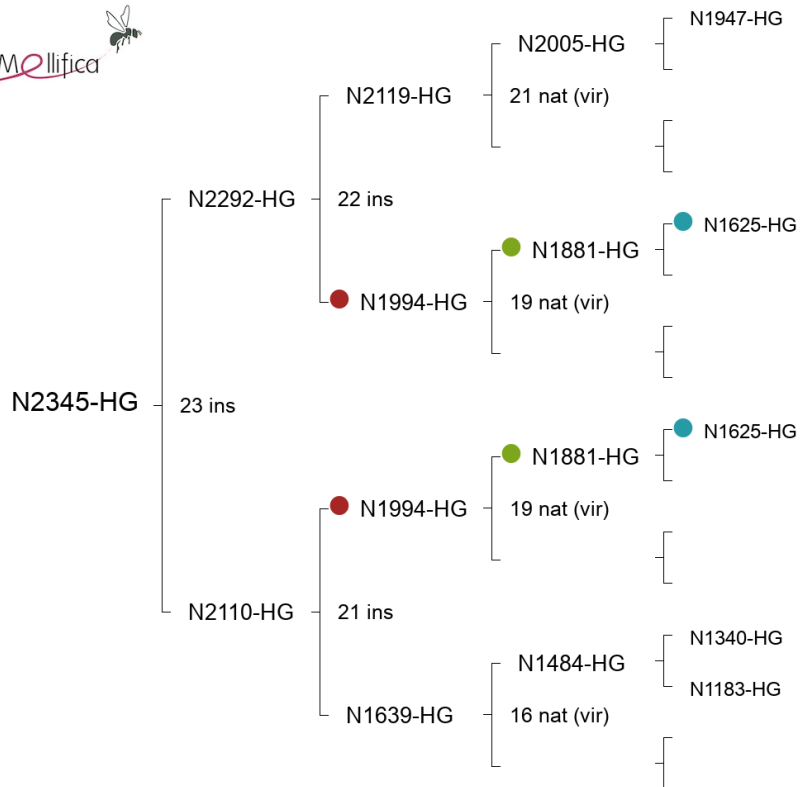 Mellifica
N1947-HG
N2005-HG
N2119-HG
21 nat (vir)
N2292-HG
22 ins
N1625-HG
N1881-HG
N1994-HG
19 nat (vir)
N2345-HG
23 ins
N1625-HG
N1881-HG
N1994-HG
19 nat (vir)
N2110-HG
21 ins
N1340-HG
N1484-HG
N1183-HG
N1639-HG
16 nat (vir)